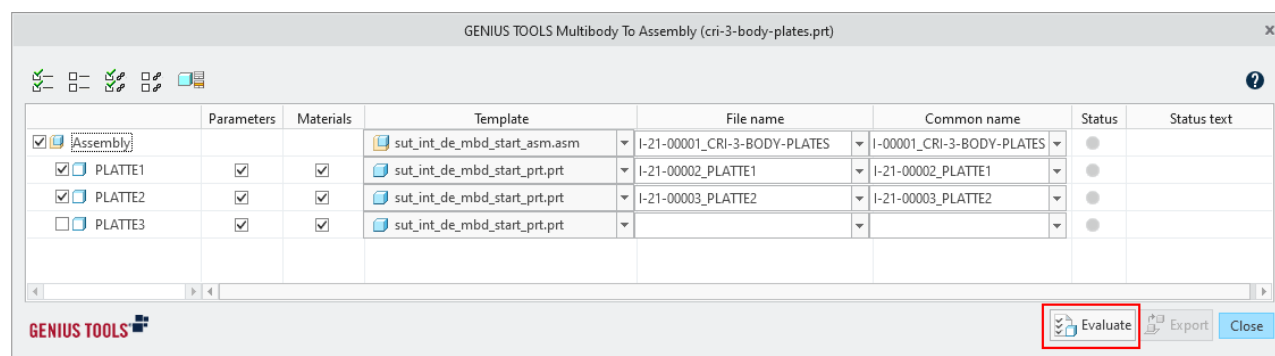 GENIUS TOOLS Multibody To Assembly (cri-3-body-plates.prt)
Parameters Materials Template File name Common name Status Status text
Assembly sut_int_de_mbd_start_asm.asm I-21-00001_CRI-3-BODY-PLATES I-00001_CRI-3-BODY-PLATES
PLATTE1 sut_int_de_mbd_start_prt.prt I-21-00002_PLATTE1 I-21-00002_PLATTE1
PLATTE2 sut_int_de_mbd_start_prt.prt I-21-00003_PLATTE2 I-21-00003_PLATTE2
PLATTE3 sut_int_de_mbd_start_prt.prt
GENIUS TOOLS Evaluate Export Close